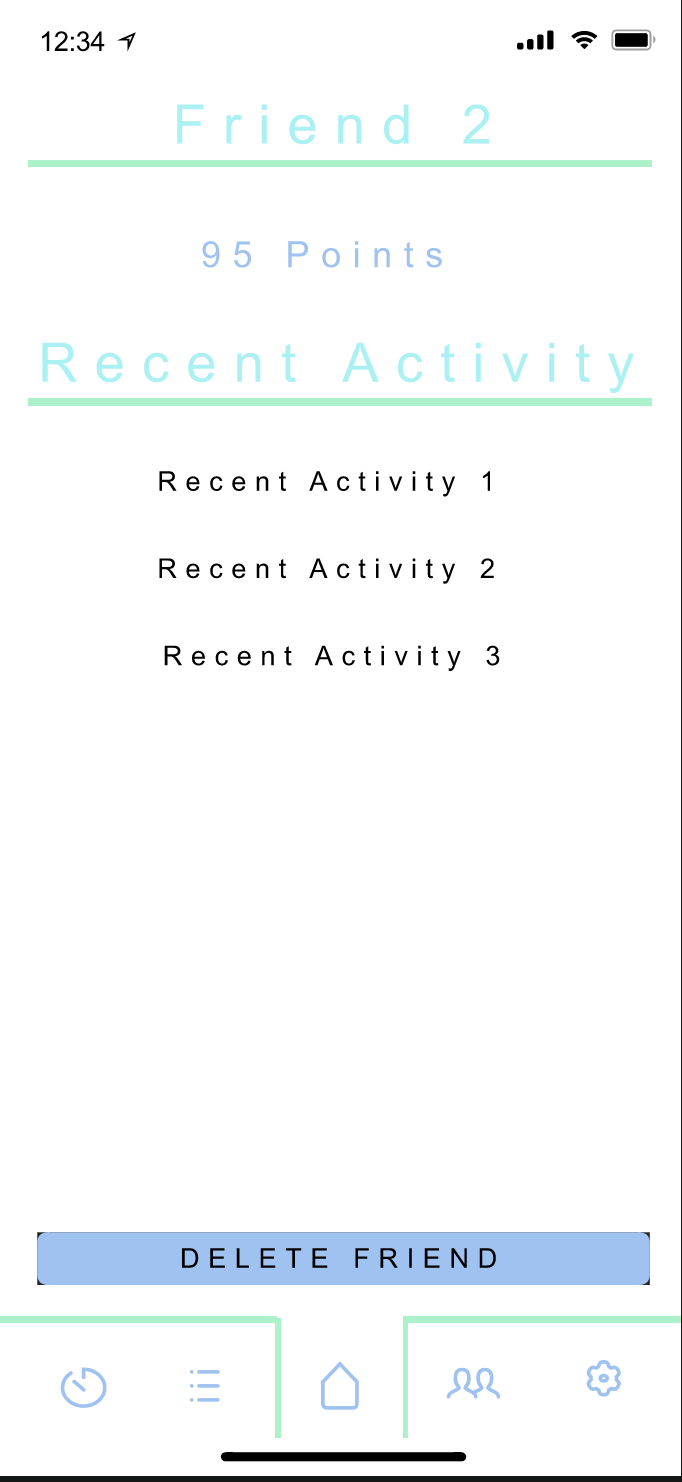 12:34
Friend 2
95 Points
Recent Activity
Recent Activity 1
Recent Activity 2
Recent Activity 3
DELETE FRIEND